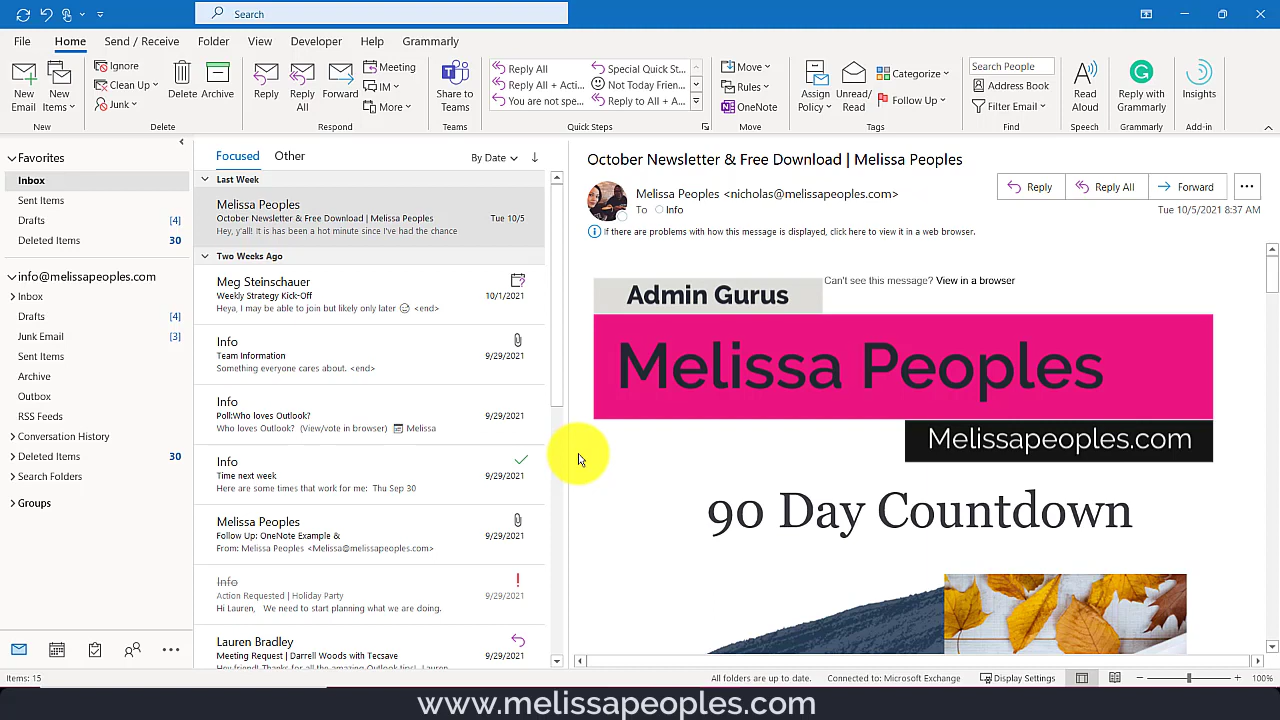 Search
File Home Send / Receive Folder View Developer Help Grammarly
New Email
New Items
Ignore
Clean Up
Junk
Delete
Archive
Reply
Reply All
Forward
Meeting
IM
More
Share to Teams
Reply All
Reply All + Acti...
You are not spe...
Special Quick St...
Not Today Frien...
Reply to All + A...
Move
Rules
OneNote
Assign Policy
Unread/ Read
Categorize
Follow Up
Search People
Address Book
Filter Email
Read Aloud
Reply with Grammarly
Insights
New Delete Respond Teams Quick Steps Move Tags Find Speech Grammarly Add-in
Favorites
Inbox
Sent Items
Drafts [4]
Deleted Items 30
info@melissapeoples.com
Inbox
Drafts [4]
Junk Email [3]
Sent Items
Archive
Outbox
RSS Feeds
Conversation History
Deleted Items 30
Search Folders
Groups
Focused Other By Date
Last Week
Melissa Peoples
October Newsletter & Free Download | Melissa Peoples Tue 10/5
Hey, y'all! It is has been a hot minute since I've had the chance
Two Weeks Ago
Meg Steinschauer
Weekly Strategy Kick-Off 10/1/2021
Heya, I may be able to join but likely only later <end>
Info
Team Information 9/29/2021
Something everyone cares about. <end>
Info
Poll:Who loves Outlook? 9/29/2021
Who loves Outlook? (View/vote in browser) Melissa
Info
Time next week 9/29/2021
Here are some times that work for me: Thu Sep 30
Melissa Peoples
Follow Up: OneNote Example & 9/29/2021
From: Melissa Peoples <Melissa@melissapeoples.com>
Info
Action Requested | Holiday Party 9/29/2021
Hi Lauren, We need to start planning what we are doing.
Lauren Bradley
Meeting Request | Darrell Woods with Tecsave 9/29/2021
Hey friend! Thanks for all the amazing Outlook tips! Lauren
October Newsletter & Free Download | Melissa Peoples
Melissa Peoples <nicholas@melissapeoples.com>
To Info
Reply Reply All Forward
Tue 10/5/2021 8:37 AM
If there are problems with how this message is displayed, click here to view it in a web browser.
Can't see this message? View in a browser
Admin Gurus
Melissa Peoples
Melissapeoples.com
90 Day Countdown
Items: 15 All folders are up to date. Connected to: Microsoft Exchange Display Settings 100%
www.melissapeoples.com